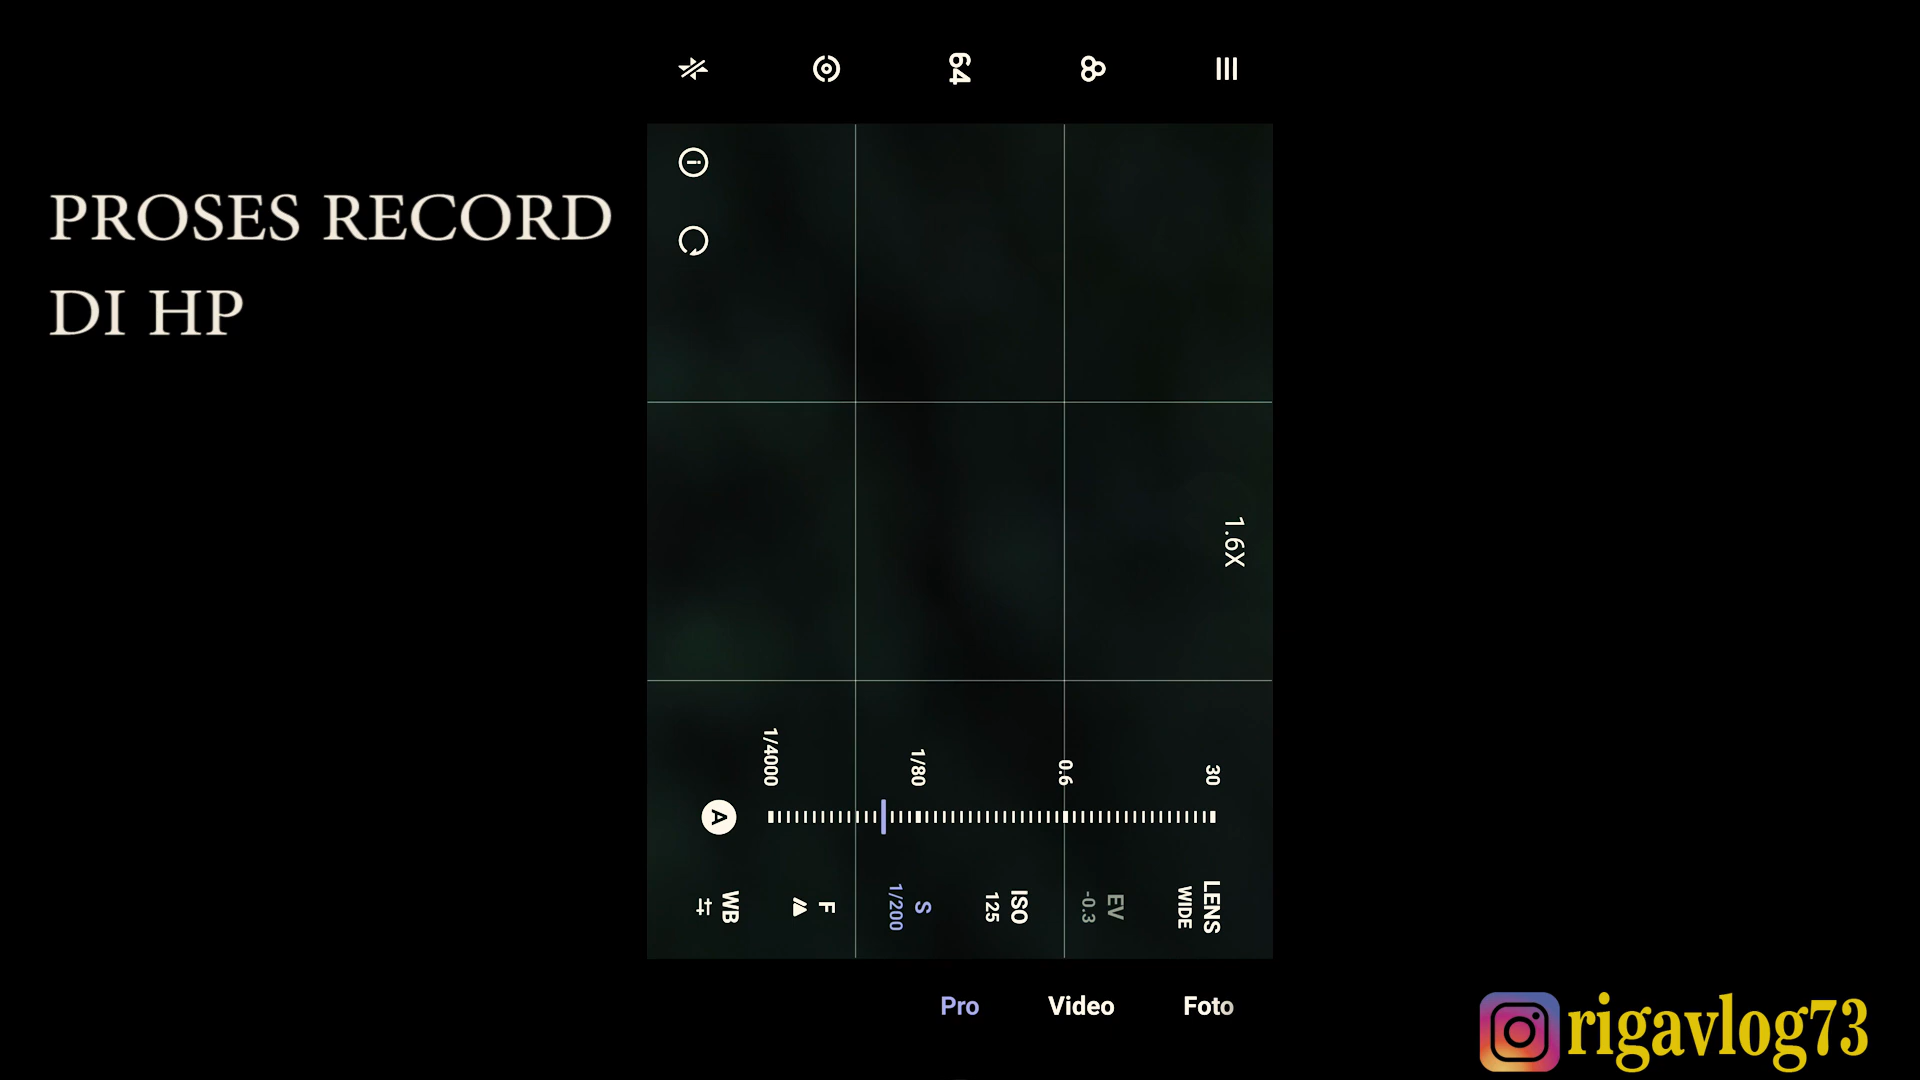 64
PROSES RECORD
DI HP
1.6X
1/4000
1/80
0.6
30
A
WB
F
S
1/200
ISO
125
EV
-0.3
LENS
WIDE
Pro
Video
Foto
rigavlog73